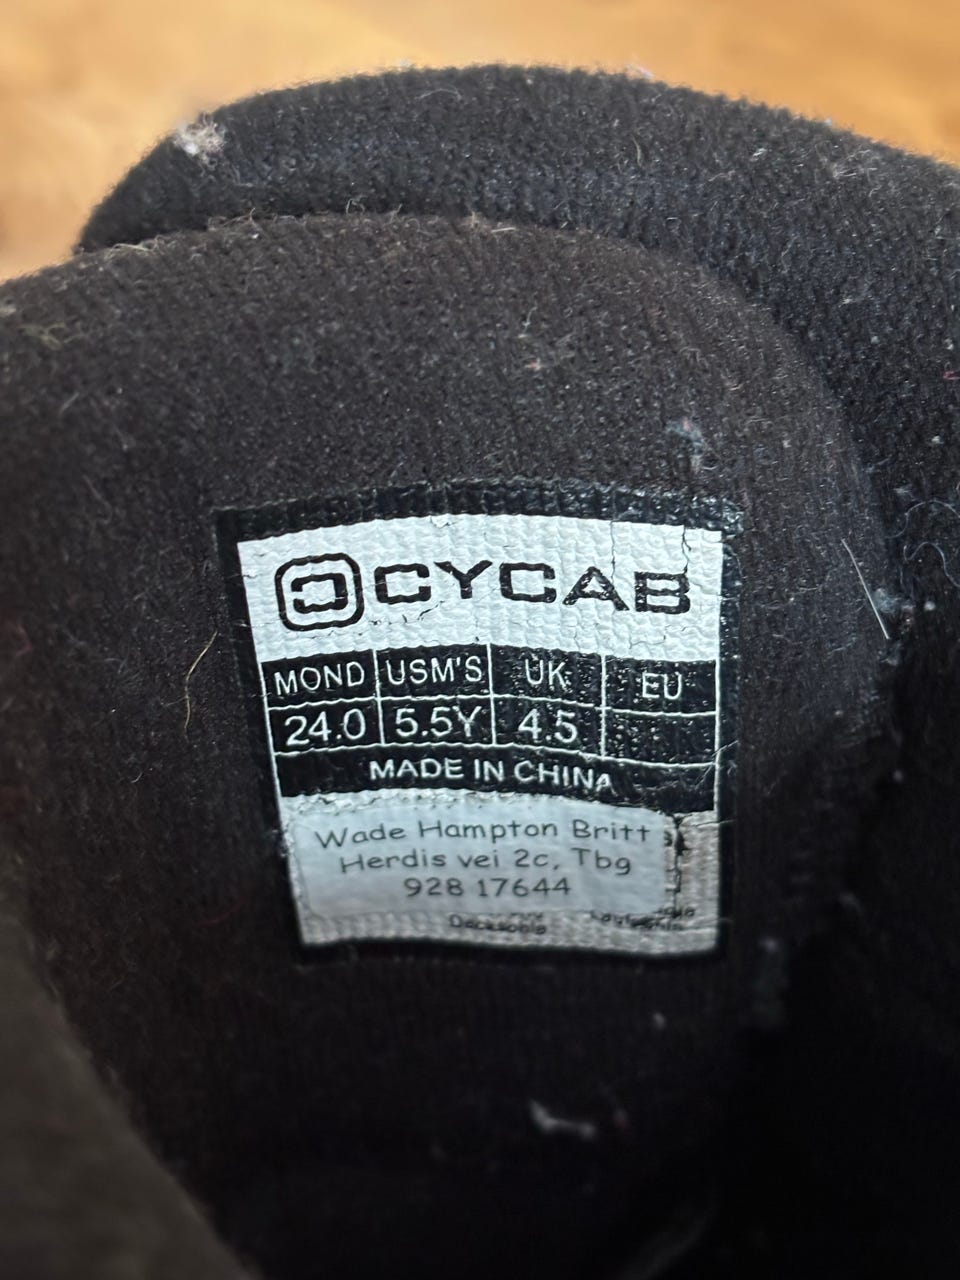 CYCAB
MOND USM'S UK EU
24.0 5.5Y 4.5
MADE IN CHINA
Wade Hampton Britt
Herdis vei 2c, Tbg
928 17644